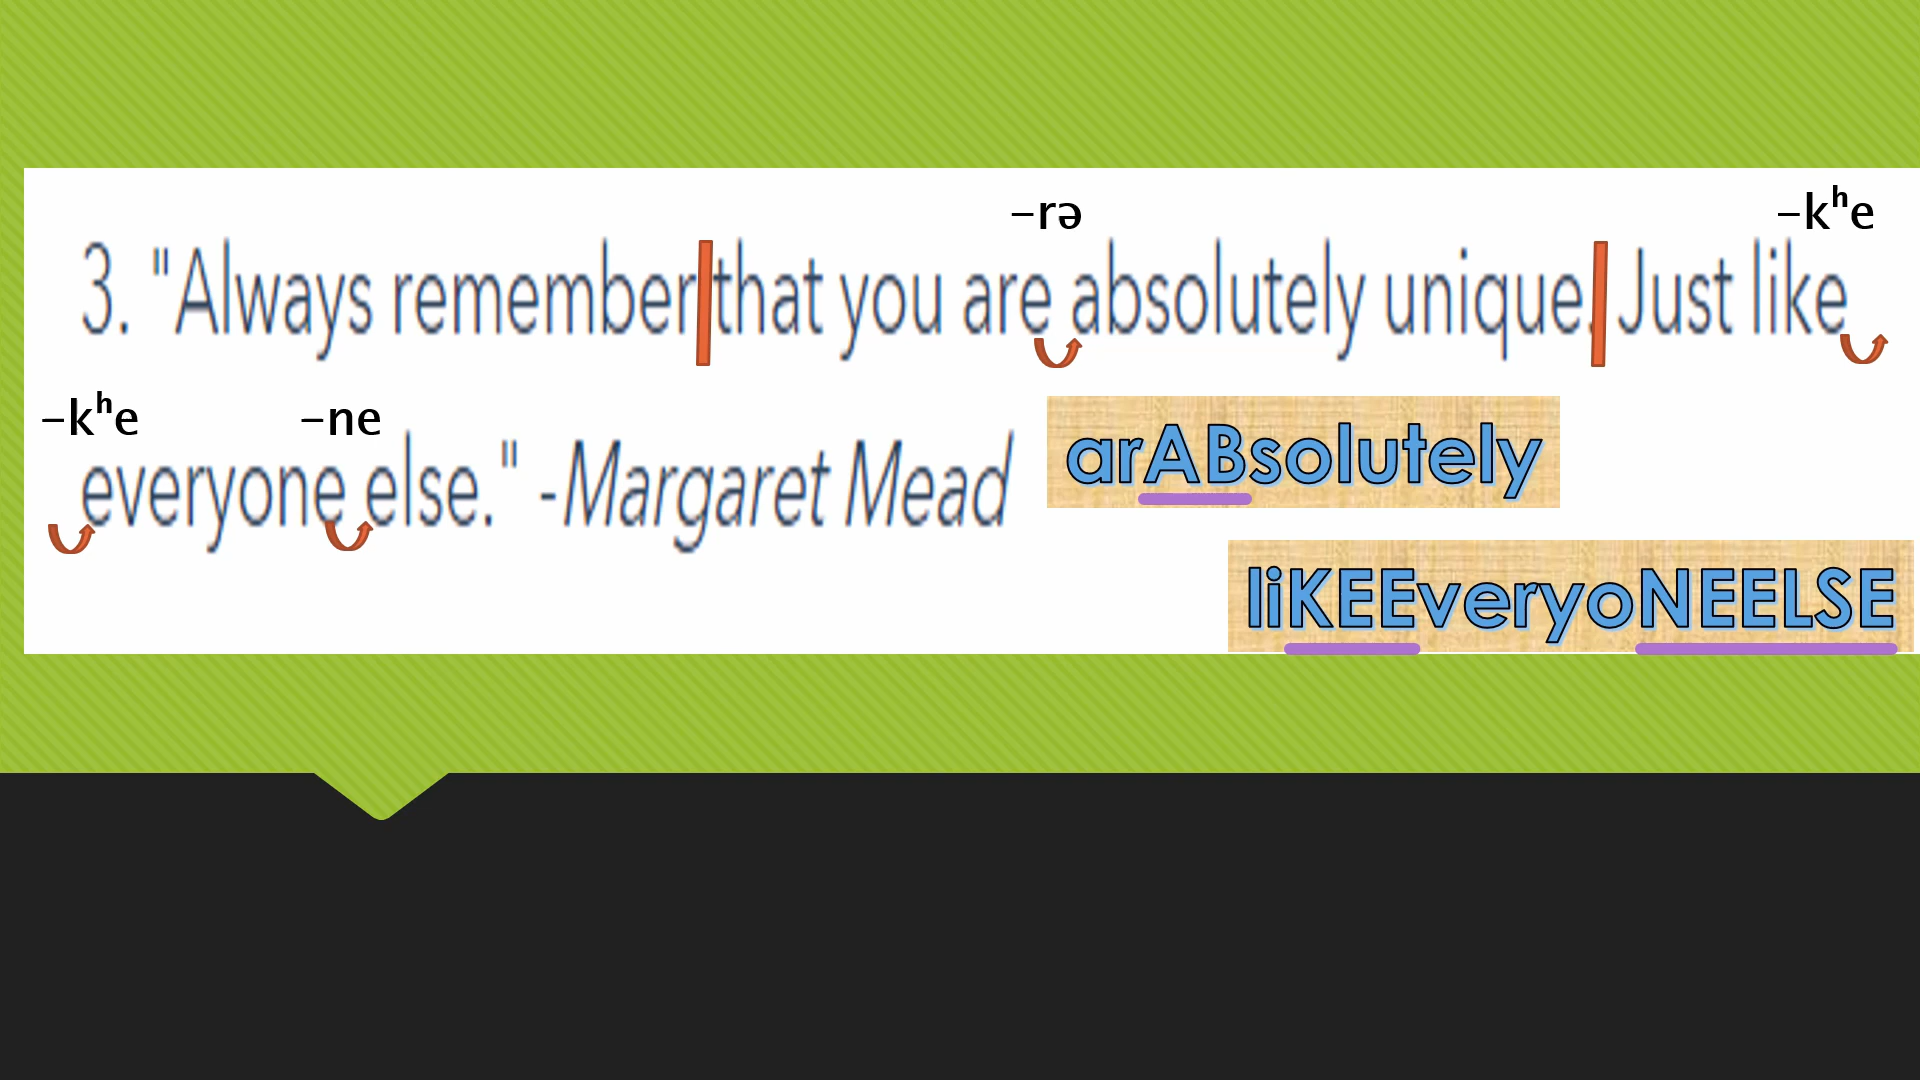 –rə
–kʰe
3. "Always remember that you are absolutely unique. Just like
–kʰe
–ne
everyone else." -Margaret Mead
arABsolutely
liKEEveryoNEELSE